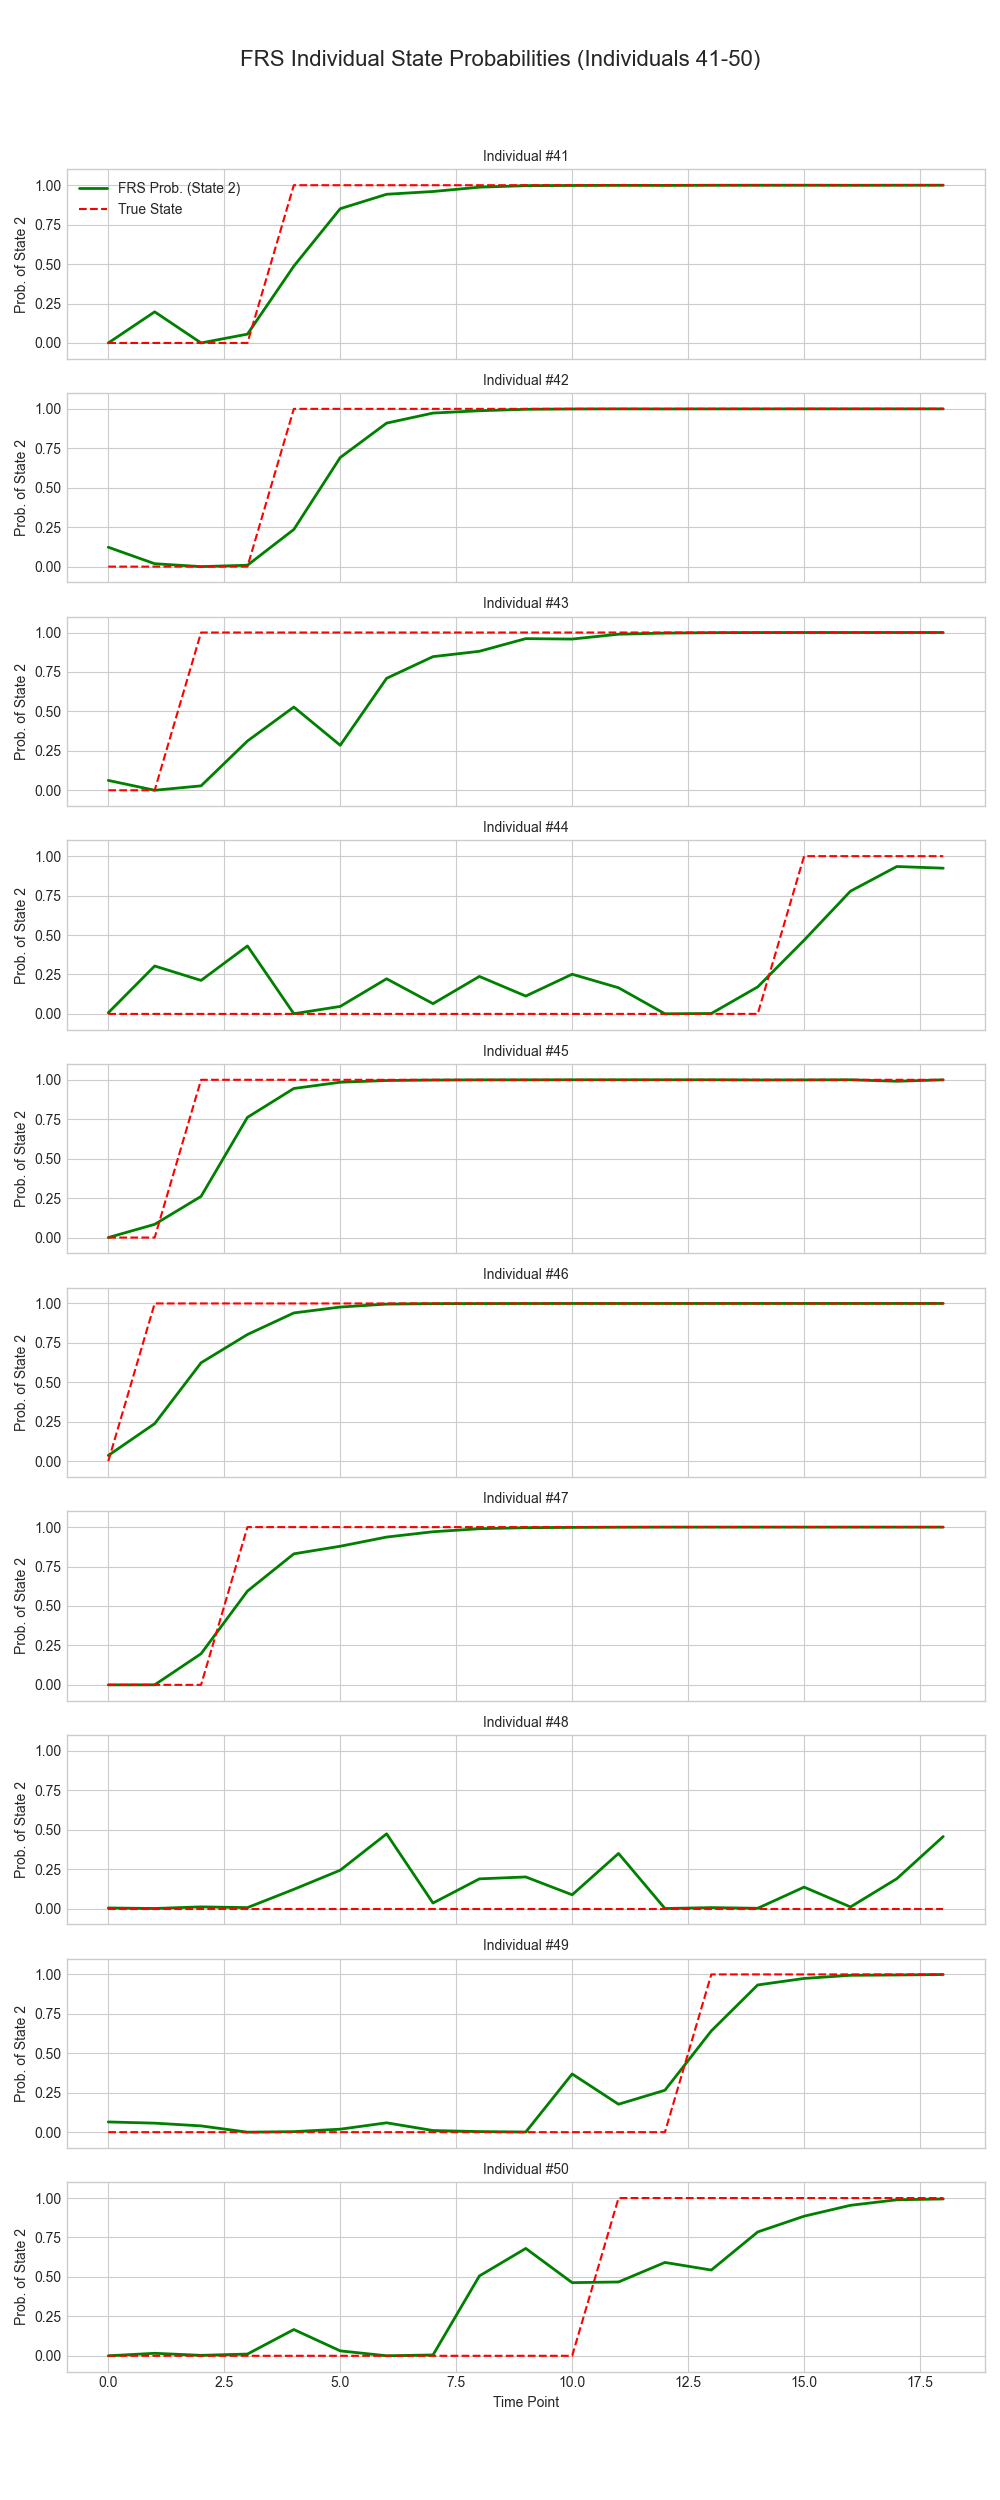 FRS Individual State Probabilities (Individuals 41-50)
Individual #41
FRS Prob. (State 2)
True State
Prob. of State 2
1.00
0.75
0.50
0.25
0.00
Individual #42
Prob. of State 2
1.00
0.75
0.50
0.25
0.00
Individual #43
Prob. of State 2
1.00
0.75
0.50
0.25
0.00
Individual #44
Prob. of State 2
1.00
0.75
0.50
0.25
0.00
Individual #45
Prob. of State 2
1.00
0.75
0.50
0.25
0.00
Individual #46
Prob. of State 2
1.00
0.75
0.50
0.25
0.00
Individual #47
Prob. of State 2
1.00
0.75
0.50
0.25
0.00
Individual #48
Prob. of State 2
1.00
0.75
0.50
0.25
0.00
Individual #49
Prob. of State 2
1.00
0.75
0.50
0.25
0.00
Individual #50
Prob. of State 2
1.00
0.75
0.50
0.25
0.00
0.0 2.5 5.0 7.5 10.0 12.5 15.0 17.5
Time Point